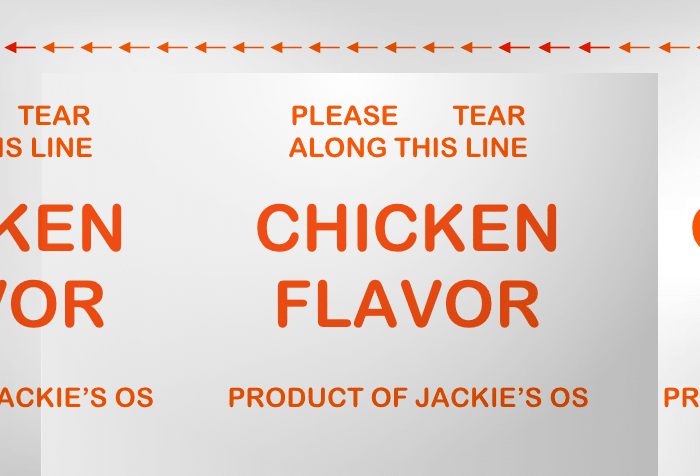 TEAR
IS LINE
KEN
VOR
ACKIE'S OS
PLEASE TEAR
ALONG THIS LINE
CHICKEN
FLAVOR
PRODUCT OF JACKIE'S OS
PR